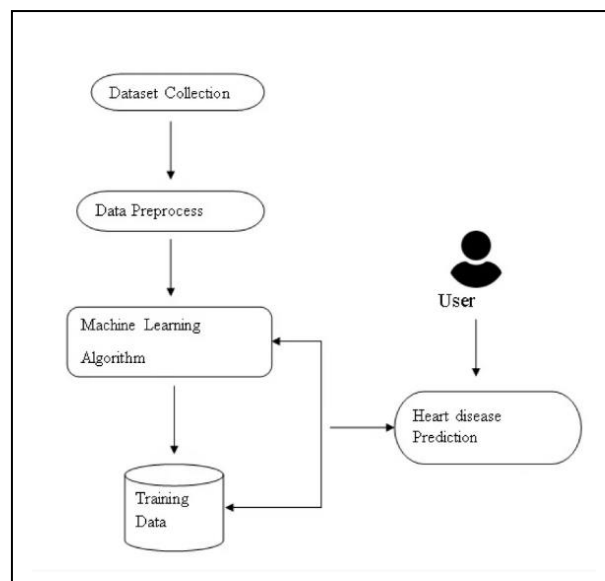 Dataset Collection
Data Preprocess
Machine Learning
Algorithm
Training
Data
User
Heart disease
Prediction